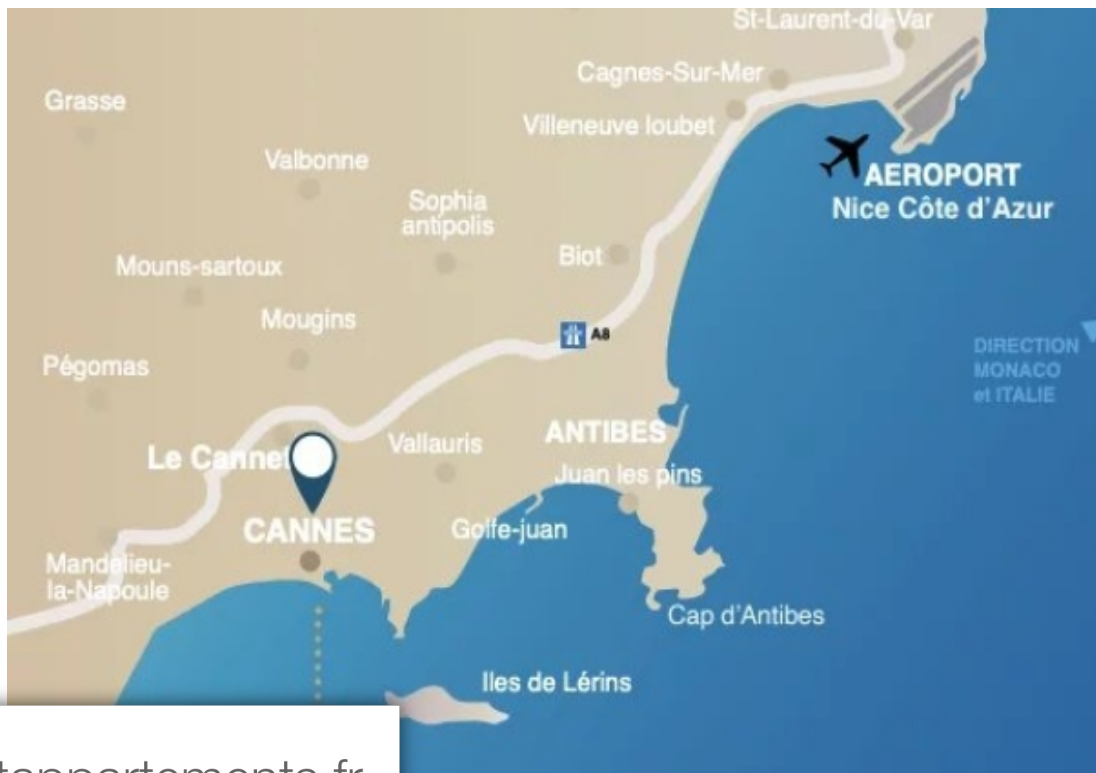 St-Laurent-du-Var
Cagnes-Sur-Mer
Grasse
Villeneuve loubet
Valbonne
AEROPORT
Nice Côte d'Azur
Sophia
antipolis
Biot
Mouns-sartoux
Mougins
A8
DIRECTION
MONACO
et ITALIE
Pégomas
ANTIBES
Vallauris
Le Cannet
Juan les pins
CANNES
Golfe-juan
Mandelieu-
la-Napoule
Cap d'Antibes
Iles de Lérins